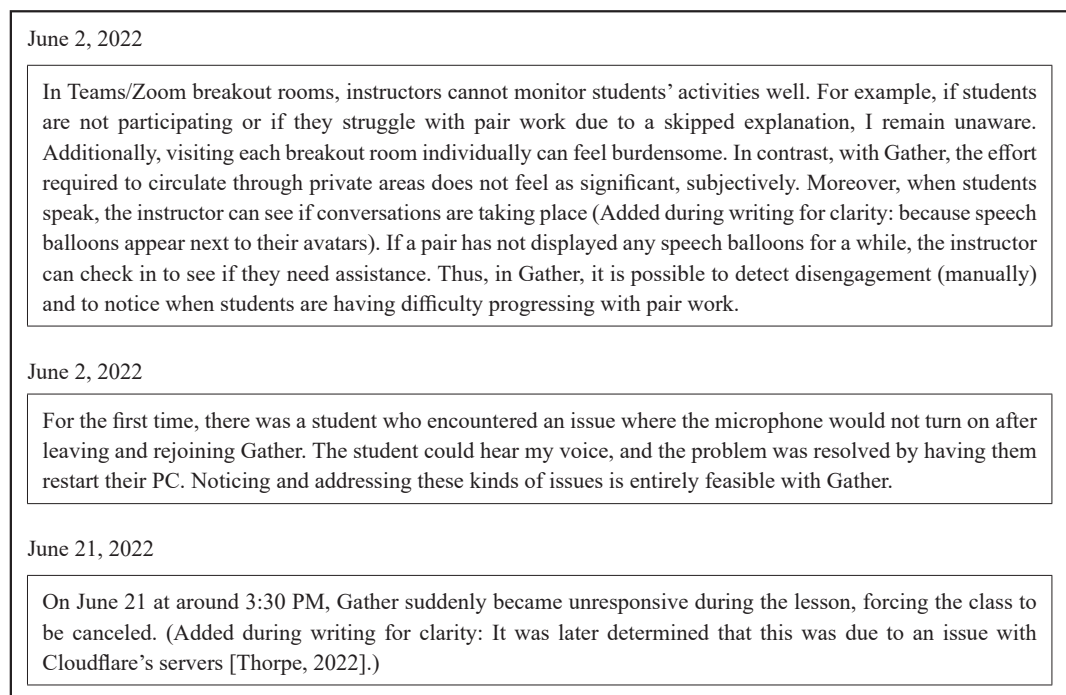 June 2, 2022
In Teams/Zoom breakout rooms, instructors cannot monitor students’ activities well. For example, if students
are not participating or if they struggle with pair work due to a skipped explanation, I remain unaware.
Additionally, visiting each breakout room individually can feel burdensome. In contrast, with Gather, the effort
required to circulate through private areas does not feel as significant, subjectively. Moreover, when students
speak, the instructor can see if conversations are taking place (Added during writing for clarity: because speech
balloons appear next to their avatars). If a pair has not displayed any speech balloons for a while, the instructor
can check in to see if they need assistance. Thus, in Gather, it is possible to detect disengagement (manually)
and to notice when students are having difficulty progressing with pair work.
June 2, 2022
For the first time, there was a student who encountered an issue where the microphone would not turn on after
leaving and rejoining Gather. The student could hear my voice, and the problem was resolved by having them
restart their PC. Noticing and addressing these kinds of issues is entirely feasible with Gather.
June 21, 2022
On June 21 at around 3:30 PM, Gather suddenly became unresponsive during the lesson, forcing the class to
be canceled. (Added during writing for clarity: It was later determined that this was due to an issue with
Cloudflare’s servers [Thorpe, 2022].)